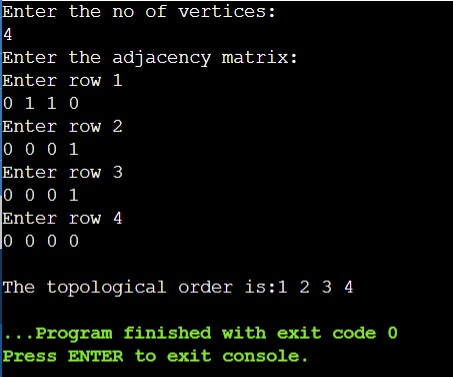 Enter the no of vertices:
4
Enter the adjacency matrix:
Enter row 1
0 1 1 0
Enter row 2
0 0 0 1
Enter row 3
0 0 0 1
Enter row 4
0 0 0 0
The topological order is:1 2 3 4
...Program finished with exit code 0
Press ENTER to exit console.